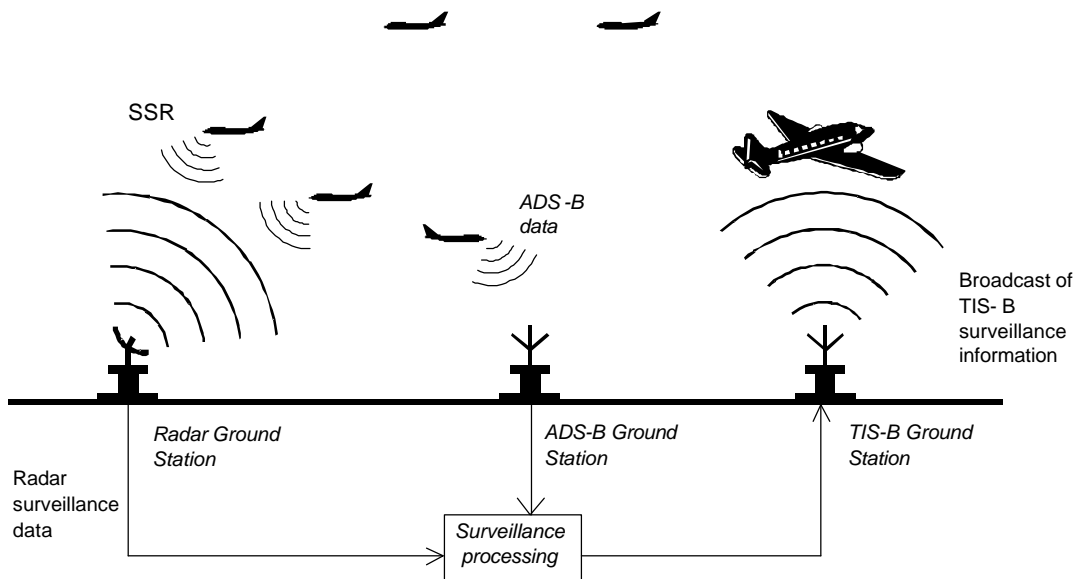 SSR
ADS -B
data
Broadcast of
TIS- B
surveillance
information
Radar Ground
Station
ADS-B Ground
Station
TIS-B Ground
Station
Radar
surveillance
data
Surveillance
processing